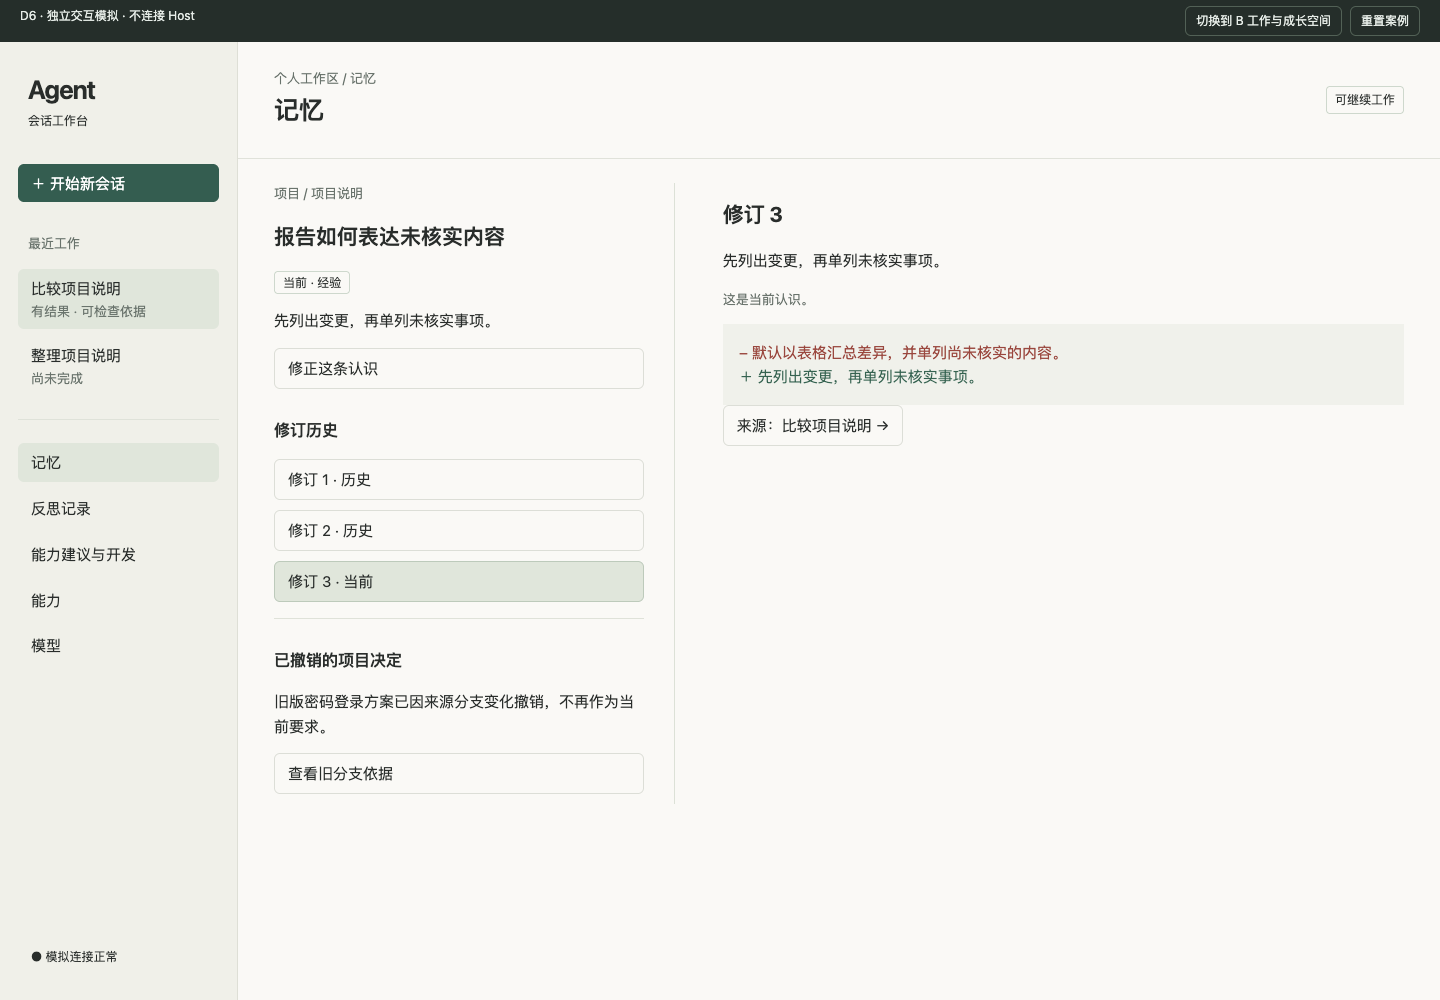 D6 · 独立交互模拟 · 不连接 Host
切换到 B 工作与成长空间
重置案例
Agent
会话工作台
＋ 开始新会话
最近工作
比较项目说明
有结果 · 可检查依据
整理项目说明
尚未完成
记忆
反思记录
能力建议与开发
能力
模型
● 模拟连接正常
个人工作区 / 记忆
记忆
可继续工作
项目 / 项目说明
报告如何表达未核实内容
当前 · 经验
先列出变更，再单列未核实事项。
修正这条认识
修订历史
修订 1 · 历史
修订 2 · 历史
修订 3 · 当前
已撤销的项目决定
旧版密码登录方案已因来源分支变化撤销，不再作为当
前要求。
查看旧分支依据
修订 3
先列出变更，再单列未核实事项。
这是当前认识。
– 默认以表格汇总差异，并单列尚未核实的内容。
＋ 先列出变更，再单列未核实事项。
来源：比较项目说明 →